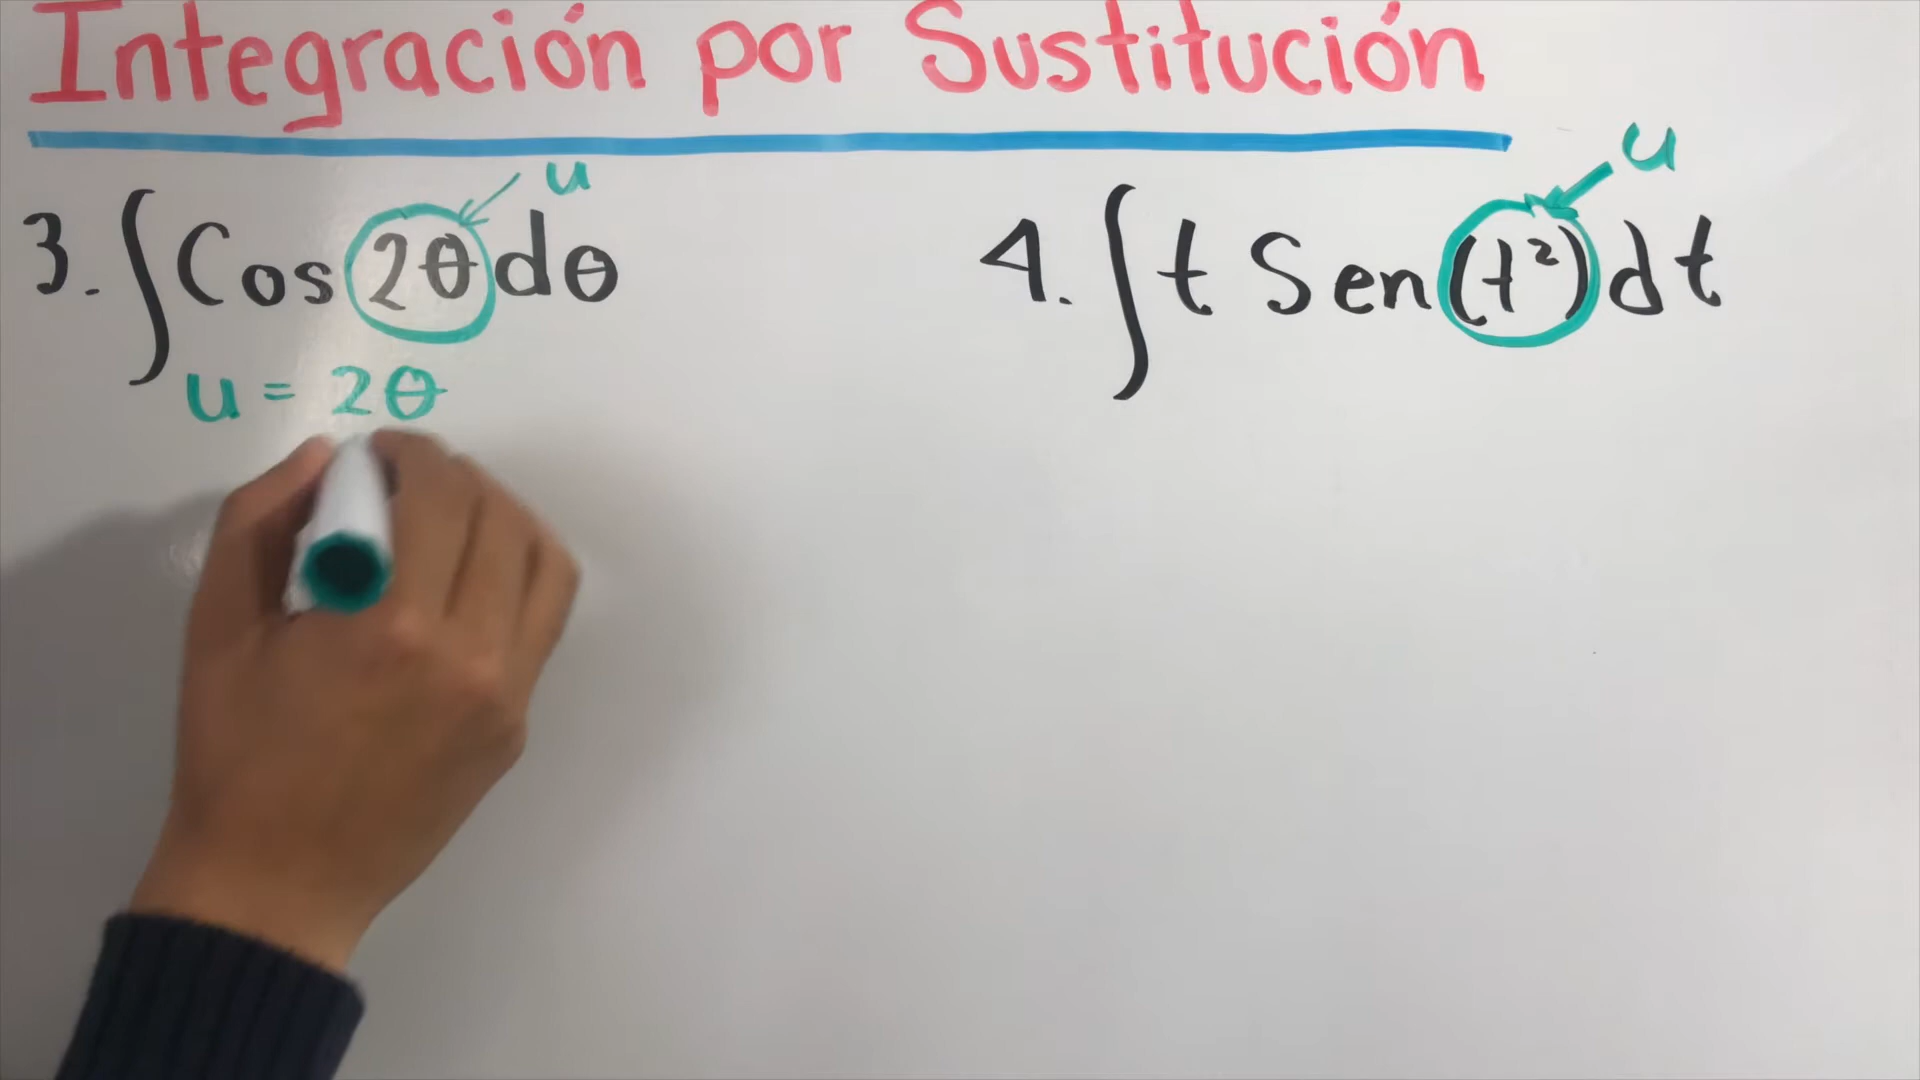 Integración por Sustitución
u
3. ∫Cos 2θ dθ
u = 2θ
u
4. ∫t Sen(t²)dt